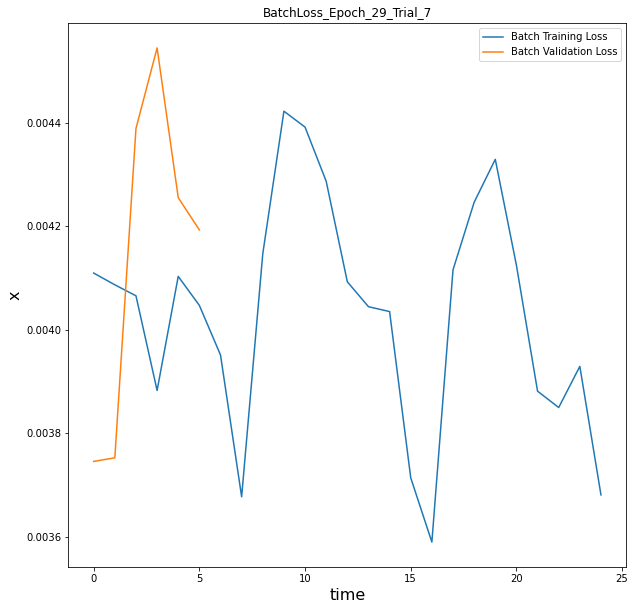 BatchLoss_Epoch_29_Trial_7
Batch Training Loss
Batch Validation Loss
0.0044
0.0042
0.0040
0.0038
0.0036
x
0 5 10 15 20 25
time